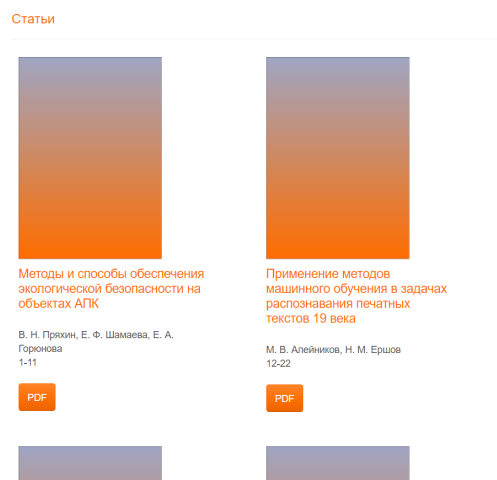 Статьи
Методы и способы обеспечения
экологической безопасности на
объектах АПК
В. Н. Пряхин, Е. Ф. Шамаева, Е. А.
Горюнова
1-11
PDF
Применение методов
машинного обучения в задачах
распознавания печатных
текстов 19 века
М. В. Алейников, Н. М. Ершов
12-22
PDF